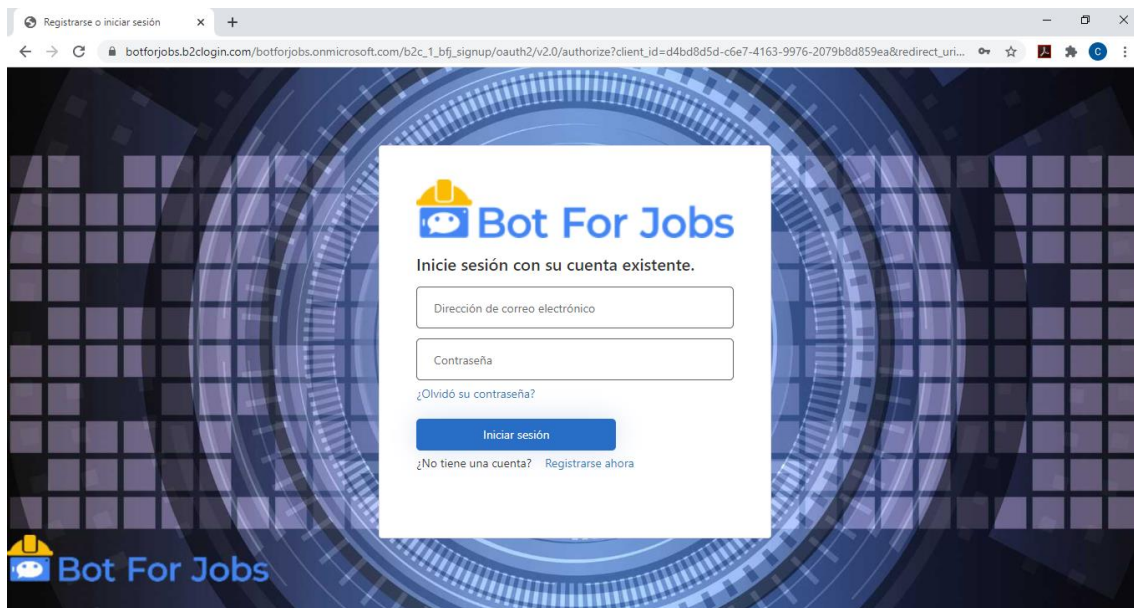 Registrarse o iniciar sesión
botforjobs.b2clogin.com/botforjobs.onmicrosoft.com/b2c_1_bfj_signup/oauth2/v2.0/authorize?client_id=d4bd8d5d-c6e7-4163-9976-2079b8d859ea&redirect_uri...
C
Bot For Jobs
Inicie sesión con su cuenta existente.
Dirección de correo electrónico
Contraseña
¿Olvidó su contraseña?
Iniciar sesión
¿No tiene una cuenta? Registrarse ahora
Bot For Jobs